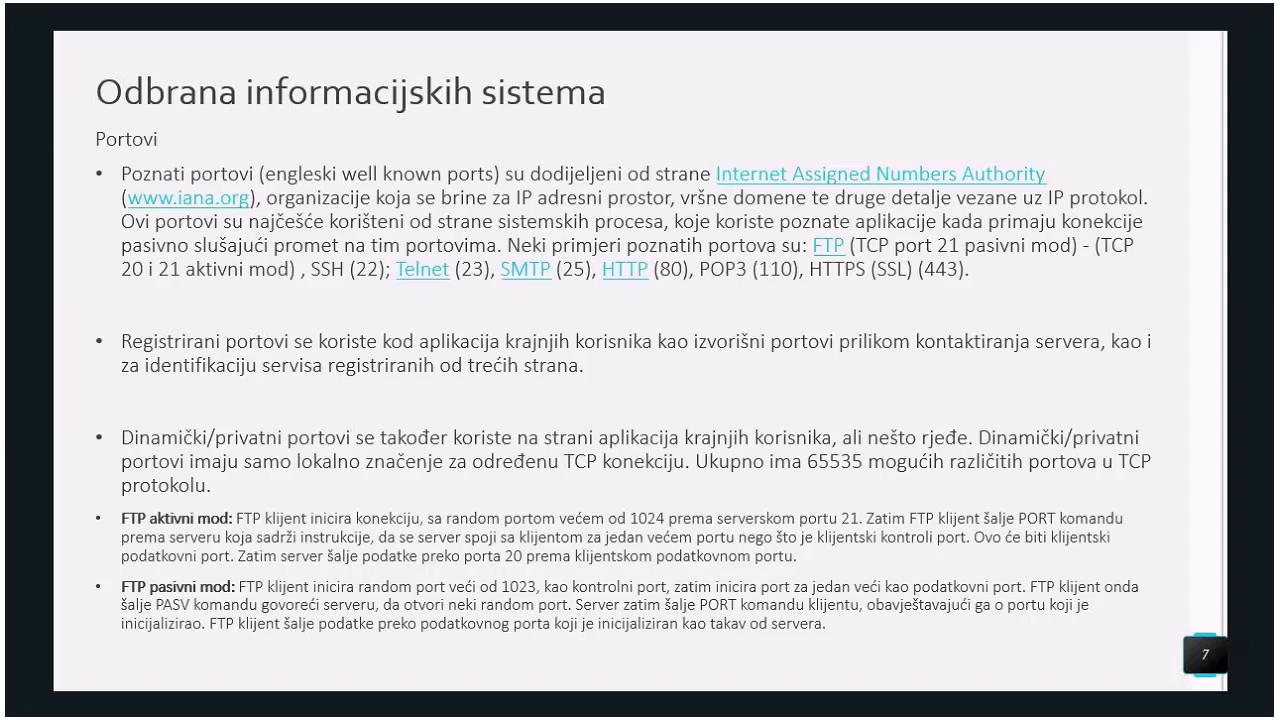 Odbrana informacijskih sistema
Portovi
• Poznati portovi (engleski well known ports) su dodijeljeni od strane Internet Assigned Numbers Authority
(www.iana.org), organizacije koja se brine za IP adresni prostor, vršne domene te druge detalje vezane uz IP protokol.
Ovi portovi su najčešće korišteni od strane sistemskih procesa, koje koriste poznate aplikacije kada primaju konekcije
pasivno slušajući promet na tim portovima. Neki primjeri poznatih portova su: FTP (TCP port 21 pasivni mod) - (TCP
20 i 21 aktivni mod) , SSH (22); Telnet (23), SMTP (25), HTTP (80), POP3 (110), HTTPS (SSL) (443).
• Registrirani portovi se koriste kod aplikacija krajnjih korisnika kao izvorišni portovi prilikom kontaktiranja servera, kao i
za identifikaciju servisa registriranih od trećih strana.
• Dinamički/privatni portovi se također koriste na strani aplikacija krajnjih korisnika, ali nešto rjeđe. Dinamički/privatni
portovi imaju samo lokalno značenje za određenu TCP konekciju. Ukupno ima 65535 mogućih različitih portova u TCP
protokolu.
• FTP aktivni mod: FTP klijent inicira konekciju, sa random portom većem od 1024 prema serverskom portu 21. Zatim FTP klijent šalje PORT komandu
prema serveru koja sadrži instrukcije, da se server spoji sa klijentom za jedan većem portu nego što je klijentski kontroli port. Ovo će biti klijentski
podatkovni port. Zatim server šalje podatke preko porta 20 prema klijentskom podatkovnom portu.
• FTP pasivni mod: FTP klijent inicira random port veći od 1023, kao kontrolni port, zatim inicira port za jedan veći kao podatkovni port. FTP klijent onda
šalje PASV komandu govoreći serveru, da otvori neki random port. Server zatim šalje PORT komandu klijentu, obavještavajući ga o portu koji je
inicijalizirao. FTP klijent šalje podatke preko podatkovnog porta koji je inicijaliziran kao takav od servera.
7